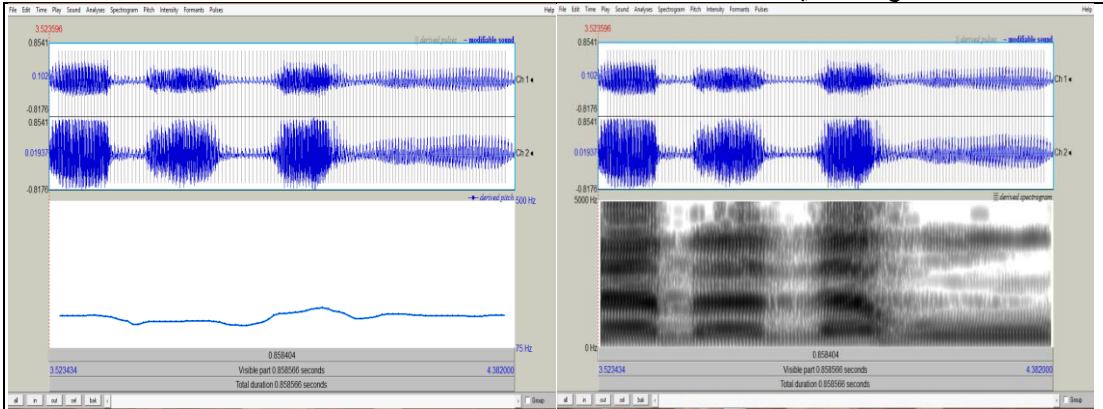 File Edit Time Play Sound Analyses Spectrogram Pitch Intensity Formants Pulses Help
3.523596
derived pulses modifiable sound
0.8541
0.102
Ch 1
-0.8176
0.8541
0.01937
Ch 2
-0.8176
derived pitch
500 Hz
75 Hz
0.858404
3.523434 Visible part 0.858566 seconds 4.382000
Total duration 0.858566 seconds
all in out sel bak Group
File Edit Time Play Sound Analyses Spectrogram Pitch Intensity Formants Pulses Help
3.523596
derived pulses modifiable sound
0.8541
0.102
Ch 1
-0.8176
0.8541
0.01937
Ch 2
-0.8176
derived spectrogram
5000 Hz
0 Hz
0.858404
3.523434 Visible part 0.858566 seconds 4.382000
Total duration 0.858566 seconds
all in out sel bak Group